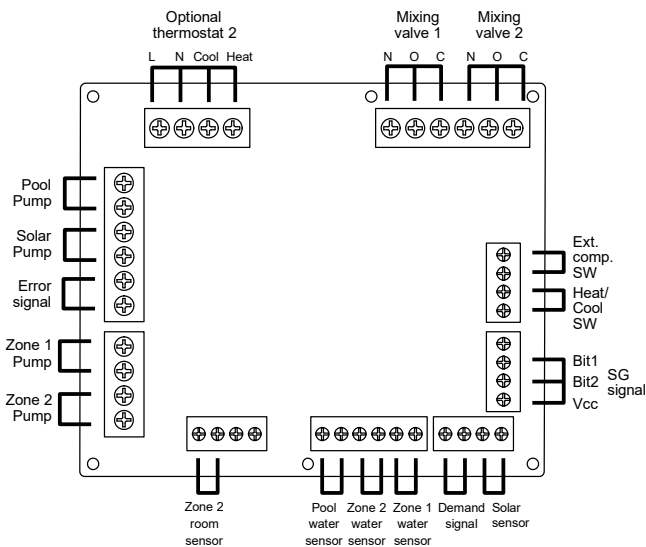 Optional
thermostat 2
L N Cool Heat
Mixing
valve 1
N O C
Mixing
valve 2
N O C
Pool
Pump
Solar
Pump
Error
signal
Zone 1
Pump
Zone 2
Pump
Ext.
comp.
SW
Heat/
Cool
SW
Bit1
Bit2
Vcc
SG
signal
Zone 2
room
sensor
Pool
water
sensor
Zone 2
water
sensor
Zone 1
water
sensor
Demand
signal
Solar
sensor